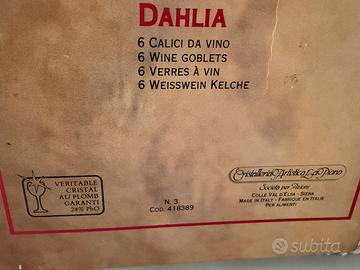 DAHLIA
6 CALICI DA VINO
6 WINE GOBLETS
6 VERRES À VIN
6 WEISSWEIN KELCHE
VERITABLE
CRISTAL
AU PLOMB
GARANTI
24% PbO
N. 3
COD. 418389
Cristalleria Artistica La Piana
Società per Azioni
COLLE VAL D'ELSA - SIENA
MADE IN ITALY - FABRIQUE EN ITALIE
PER ALIMENTI
subito